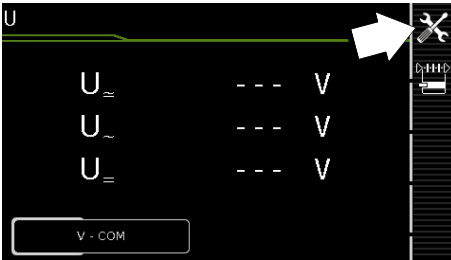 U
U≃ --- V
U~ --- V
U= --- V
V - COM